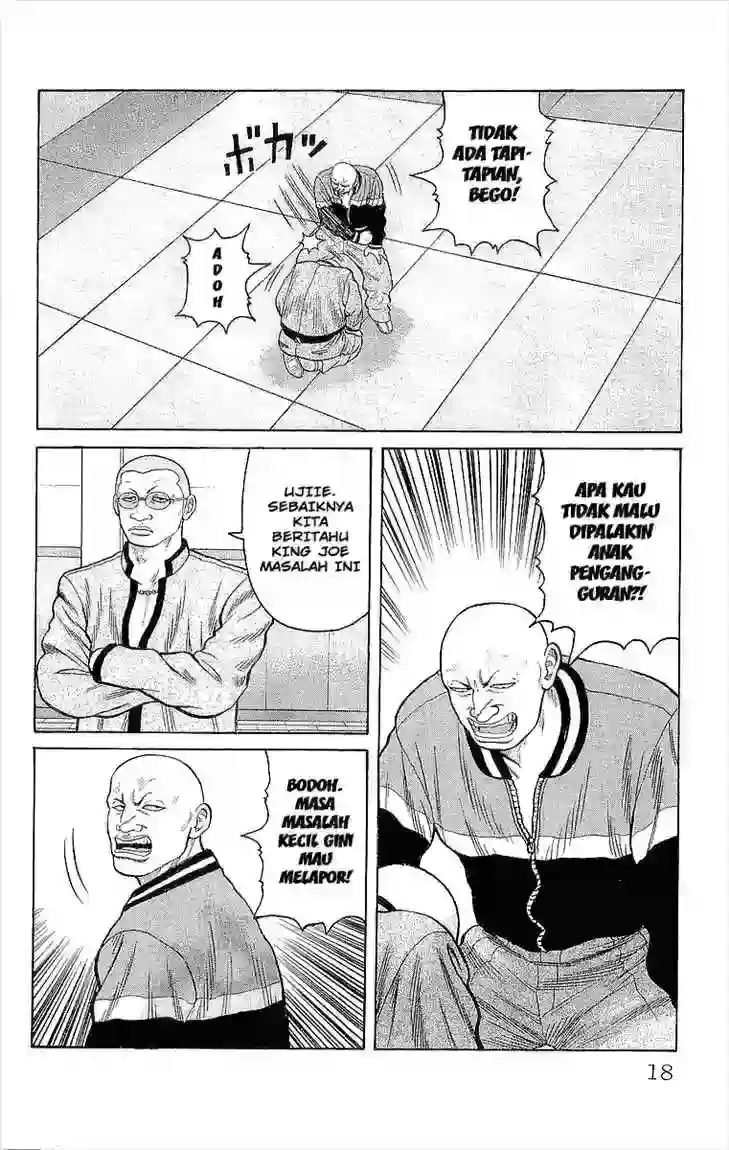 TIDAK
ADA TAPI-
TAPIAN,
BEGO!
ボカッ
ADOH
APA KAU
TIDAK MALU
DIPALAKIN
ANAK
PENGANG-
GURAN?!
UJIIE.
SEBAIKNYA
KITA
BERITAHU
KING JOE
MASALAH INI
BODOH.
MASA
MASALAH
KECIL GINI
MAU
MELAPOR!
18